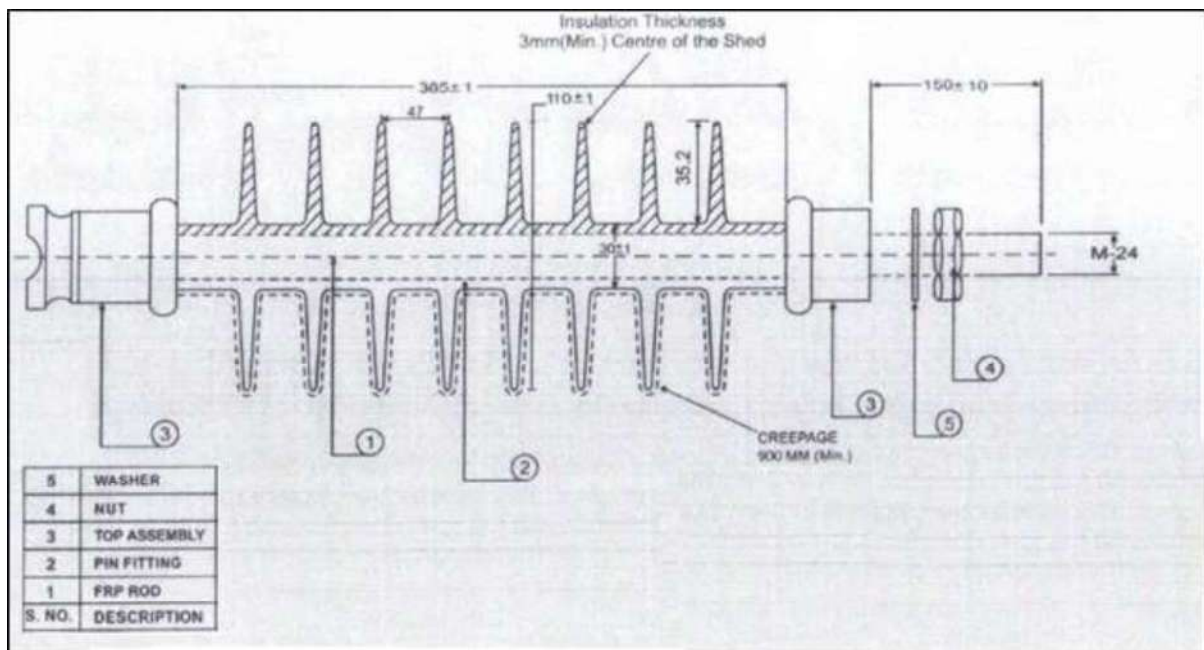 Insulation Thickness
3mm(Min.) Centre of the Shed
365±1
150± 10
110±1
47
35.2
30±1
M-24
4
3
5
3
1
2
CREEPAGE
900 MM (Min.)
5 WASHER
4 NUT
3 TOP ASSEMBLY
2 PIN FITTING
1 FRP ROD
S. NO. DESCRIPTION